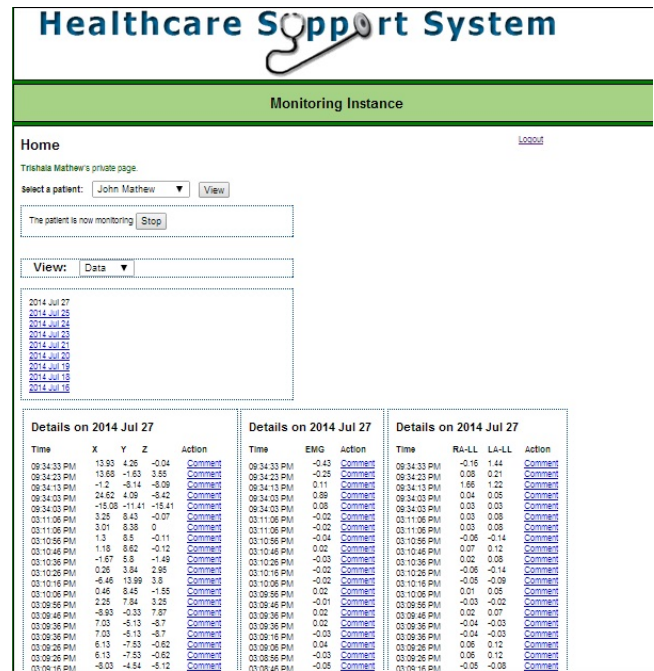 Healthcare Support System
Monitoring Instance
Home
Logout
Trishala Mathew's private page.
Select a patient: John Mathew ▼ View
The patient is now monitoring Stop
View: Data ▼
2014 Jul 27
2014 Jul 25
2014 Jul 24
2014 Jul 23
2014 Jul 21
2014 Jul 20
2014 Jul 19
2014 Jul 18
2014 Jul 16
Details on 2014 Jul 27
Time X Y Z Action
09:34:33 PM 13.93 4.26 -0.04 Comment
09:34:23 PM 13.68 -1.63 3.55 Comment
09:34:13 PM -1.2 -8.14 -8.09 Comment
09:34:03 PM 24.62 4.09 -8.42 Comment
09:34:03 PM -15.08 -11.41 -15.41 Comment
03:11:06 PM 3.25 8.43 -0.07 Comment
03:11:06 PM 3.01 8.38 0 Comment
03:10:56 PM 1.3 8.5 -0.11 Comment
03:10:46 PM 1.18 8.62 -0.12 Comment
03:10:36 PM -1.67 5.8 -1.49 Comment
03:10:26 PM 0.26 3.84 2.95 Comment
03:10:16 PM -6.46 13.99 3.8 Comment
03:10:06 PM 0.46 8.45 -1.55 Comment
03:09:56 PM 2.25 7.84 3.25 Comment
03:09:46 PM -8.93 -0.33 7.87 Comment
03:09:36 PM 7.03 -5.13 -8.7 Comment
03:09:36 PM 7.03 -5.13 -8.7 Comment
03:09:26 PM 6.13 -7.53 -0.62 Comment
03:09:26 PM 6.13 -7.53 -0.62 Comment
-8.03 -4.54 -5.12 Comment
Details on 2014 Jul 27
Time EMG Action
09:34:33 PM -0.43 Comment
09:34:23 PM -0.25 Comment
09:34:13 PM 0.11 Comment
09:34:03 PM 0.89 Comment
09:34:03 PM 0.08 Comment
03:11:06 PM -0.02 Comment
03:11:06 PM -0.02 Comment
03:10:56 PM -0.04 Comment
03:10:46 PM 0.02 Comment
03:10:26 PM -0.03 Comment
03:10:16 PM -0.02 Comment
03:10:06 PM -0.02 Comment
03:09:56 PM 0.02 Comment
03:09:46 PM -0.01 Comment
03:09:36 PM 0.02 Comment
03:09:36 PM 0.02 Comment
03:09:16 PM -0.03 Comment
03:09:06 PM 0.04 Comment
03:08:56 PM -0.03 Comment
03:08:46 PM -0.05 Comment
Details on 2014 Jul 27
Time RA-LL LA-LL Action
09:34:33 PM -0.16 1.44 Comment
09:34:23 PM 0.08 0.21 Comment
09:34:13 PM 1.66 1.22 Comment
09:34:03 PM 0.04 0.05 Comment
09:34:03 PM 0.03 0.03 Comment
03:11:06 PM 0.03 0.08 Comment
03:11:06 PM 0.03 0.08 Comment
03:10:56 PM -0.06 -0.14 Comment
03:10:46 PM 0.07 0.12 Comment
03:10:36 PM 0.02 0.08 Comment
03:10:26 PM -0.06 -0.14 Comment
03:10:16 PM -0.05 -0.09 Comment
03:10:06 PM 0.01 0.05 Comment
03:09:56 PM -0.03 -0.02 Comment
03:09:46 PM 0.02 0.07 Comment
03:09:36 PM -0.04 -0.03 Comment
03:09:36 PM -0.04 -0.03 Comment
03:09:26 PM 0.06 0.12 Comment
03:09:26 PM 0.06 0.12 Comment
03:09:16 PM -0.05 -0.08 Comment